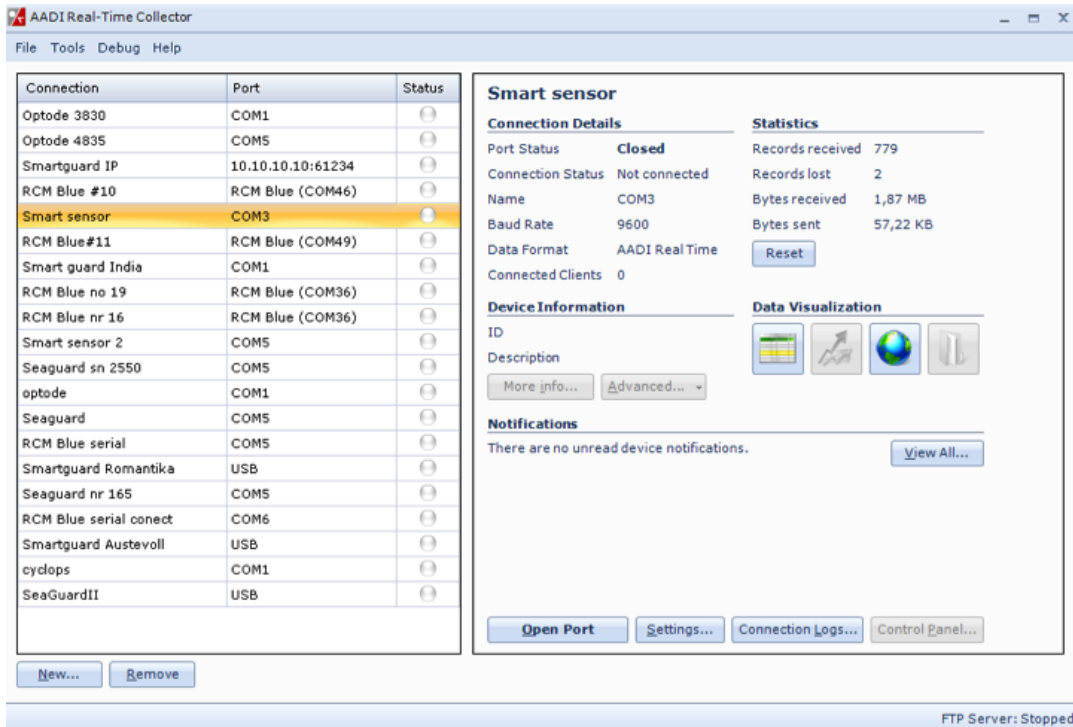 AADI Real-Time Collector
File Tools Debug Help
Connection Port Status
Optode 3830 COM1
Optode 4835 COM5
Smartguard IP 10.10.10.10:61234
RCM Blue #10 RCM Blue (COM46)
Smart sensor COM3
RCM Blue#11 RCM Blue (COM49)
Smart guard India COM1
RCM Blue no 19 RCM Blue (COM36)
RCM Blue nr 16 RCM Blue (COM36)
Smart sensor 2 COM5
Seaguard sn 2550 COM5
optode COM1
Seaguard COM5
RCM Blue serial COM5
Smartguard Romantika USB
Seaguard nr 165 COM5
RCM Blue serial conect COM6
Smartguard Austevoll USB
cyclops COM1
SeaGuardII USB
New... Remove
Smart sensor
Connection Details
Port Status Closed
Connection Status Not connected
Name COM3
Baud Rate 9600
Data Format AADI Real Time
Connected Clients 0
Statistics
Records received 779
Records lost 2
Bytes received 1,87 MB
Bytes sent 57,22 KB
Reset
Device Information
ID
Description
More info... Advanced...
Data Visualization
Notifications
There are no unread device notifications.
View All...
Open Port Settings... Connection Logs... Control Panel...
FTP Server: Stopped